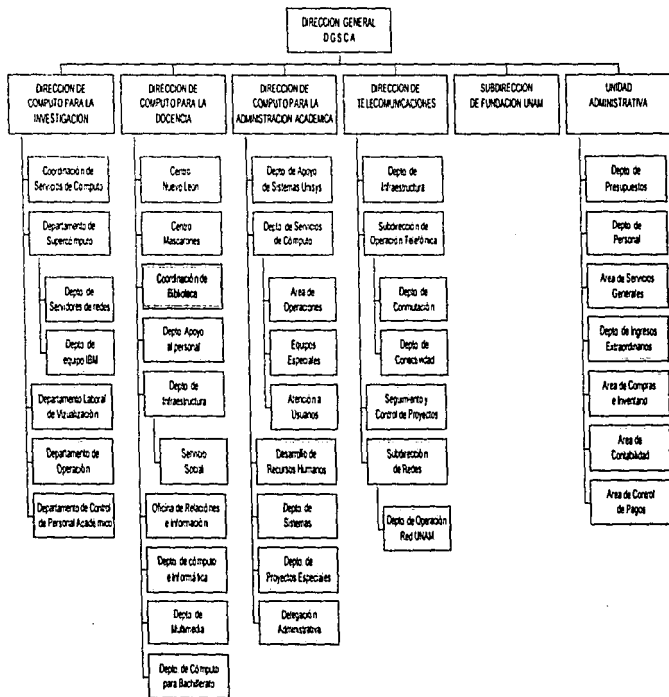 DIRECCION GENERAL
D G S C A
DIRECCION DE
COMPUTO PARA LA
INVESTIGACIÓN
DIRECCION DE
COMPUTO PARA LA
DOCENCIA
DIRECCION DE
COMPUTO PARA LA
ADMINISTRACION ACADEMICA
DIRECCION DE
TELECOMUNICACIONES
SUBDIRECCION
DE FUNDACION UNAM
UNIDAD
ADMINISTRATIVA
Coordinación de
Servicios de Computo
Departamento de
Supercómputo
Depto de
Servidores de redes
Depto de
equipo IBM
Departamento Laboral
de Vizualización
Departamento de
Operación
Departamento de Control
de Personal Académico
Centro
Nuevo Leon
Centro
Mascarones
Coordinación de
Biblioteca
Depto Apoyo
al personal
Depto de
Infraestructura
Servicio
Social
Oficina de Relaciónes
e información
Depto de cómputo
e Informática
Depto de
Multimedia
Depto. de Cómputo
para Bachillerato
Depto de Apoyo
de Sistemas Unisys
Depto de Servicios
de Cómputo
Area de
Operaciones
Equipos
Especiales
Atención a
Usuarios
Desarrollo de
Recursos Humanos
Depto de
Sistemas
Depto de
Proyectos Especiales
Delegación
Administrativa
Depto de
Infraestructura
Subdirección de
Operación Telefónica
Depto de
Conmutación
Depto de
Conectividad
Seguimiento y
Control de Proyectos
Subdirección
de Redes
Depto de Operación
Red UNAM
Depto de
Presupuestos
Depto de
Personal
Area de Servicios
Generales
Depto de Ingresos
Extraordinarios
Area de Compras
e Inventario
Area de
Contabilidad
Area de Control
de Pagos